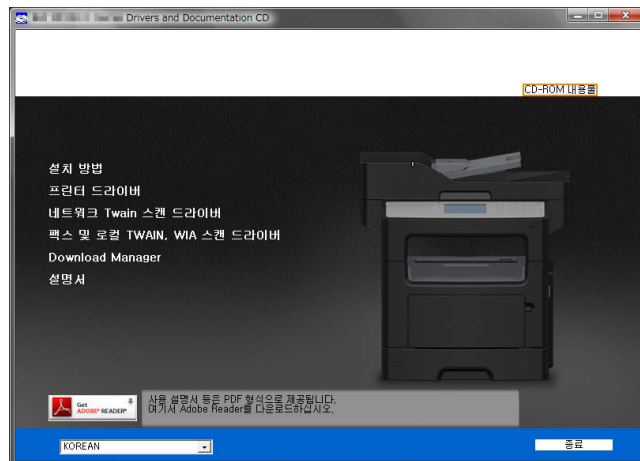 Drivers and Documentation CD
CD-ROM 내용물
설치 방법
프린터 드라이버
네트워크 Twain 스캔 드라이버
팩스 및 로컬 TWAIN, WIA 스캔 드라이버
Download Manager
설명서
Get
ADOBE® READER®
사용 설명서 등은 PDF 형식으로 제공됩니다.
여기서 Adobe Reader를 다운로드하십시오.
KOREAN
종료